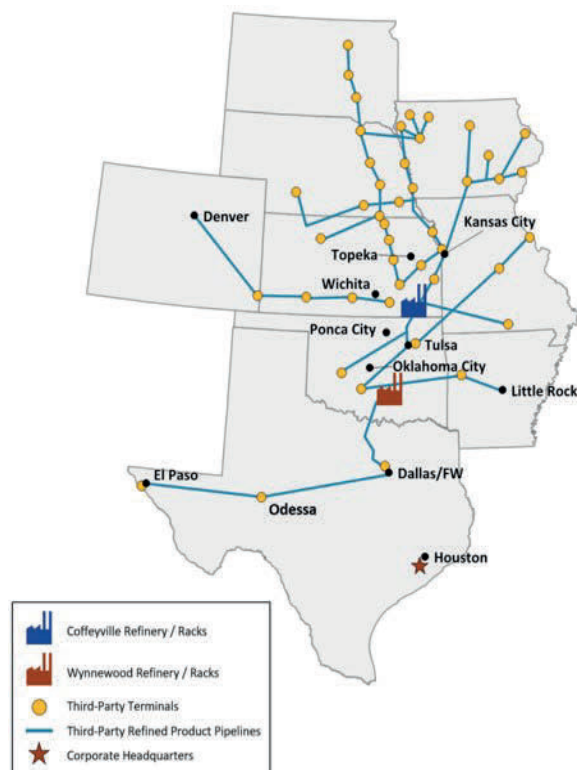 Denver
Kansas City
Topeka
Wichita
Ponca City
Tulsa
Oklahoma City
Little Rock
El Paso
Dallas/FW
Odessa
Houston
Coffeyville Refinery / Racks
Wynnewood Refinery / Racks
Third-Party Terminals
Third-Party Refined Product Pipelines
Corporate Headquarters